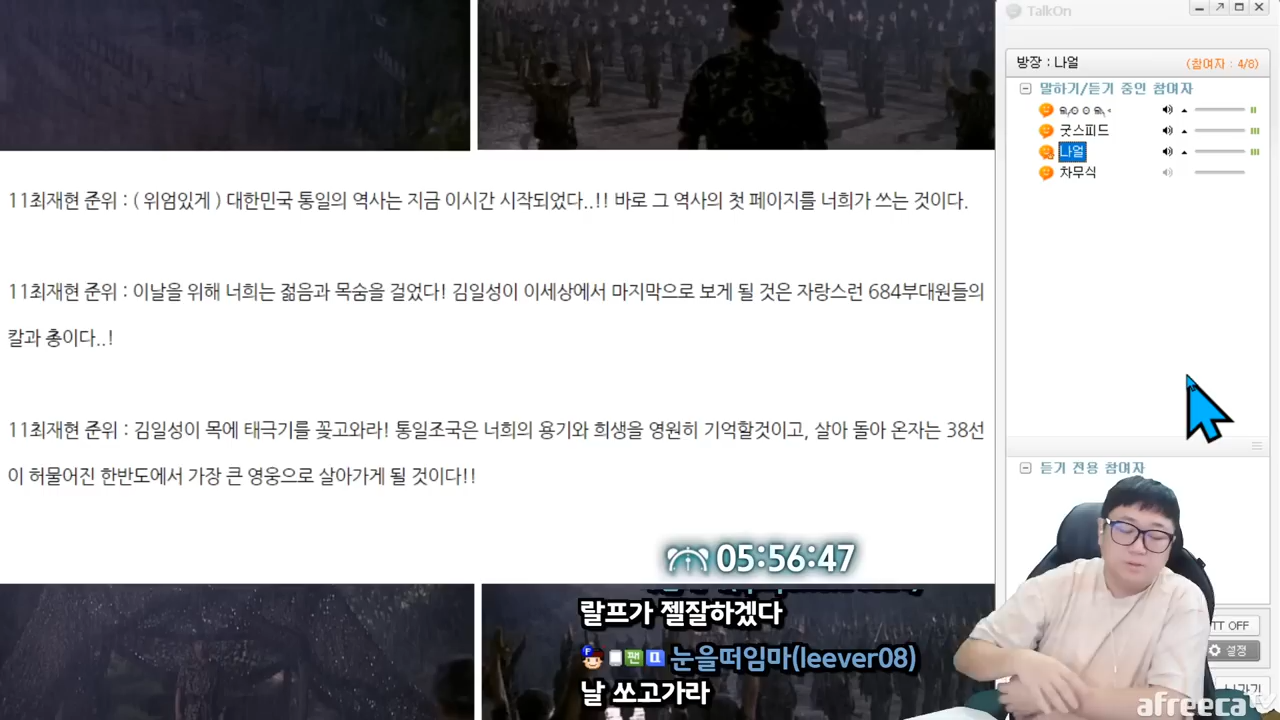 TalkOn
방장 : 나얼
(참여자 : 4/8)
말하기/듣기 중인 참여자
굿스피드
나얼
차무식
11최재현 준위 : ( 위엄있게 ) 대한민국 통일의 역사는 지금 이시간 시작되었다..!! 바로 그 역사의 첫 페이지를 너희가 쓰는 것이다.
11최재현 준위 : 이날을 위해 너희는 젊음과 목숨을 걸었다! 김일성이 이세상에서 마지막으로 보게 될 것은 자랑스런 684부대원들의
칼과 총이다..!
11최재현 준위 : 김일성이 목에 태극기를 꽂고와라! 통일조국은 너희의 용기와 희생을 영원히 기억할것이고, 살아 돌아 온자는 38선
이 허물어진 한반도에서 가장 큰 영웅으로 살아가게 될 것이다!!
듣기 전용 참여자
05:56:47
랄프가 젤잘하겠다
눈을떠임마(leever08)
날 쏘고가라
TT OFF
설정
나가기
afreecaTV